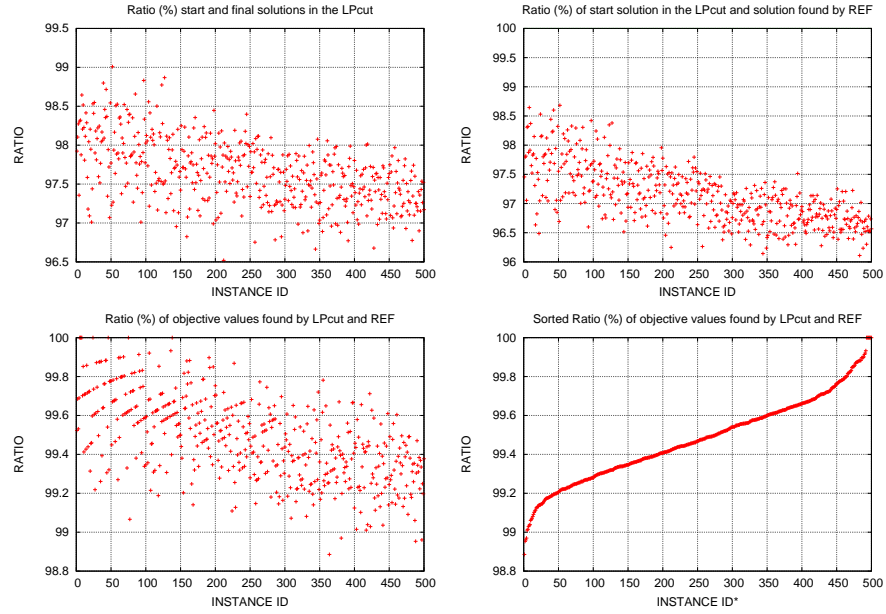 Ratio (%) start and final solutions in the LPcut
99.5
99
98.5
98
97.5
97
96.5
RATIO
0 50 100 150 200 250 300 350 400 450 500
INSTANCE ID
Ratio (%) of start solution in the LPcut and solution found by REF
100
99.5
99
98.5
98
97.5
97
96.5
96
RATIO
0 50 100 150 200 250 300 350 400 450 500
INSTANCE ID
Ratio (%) of objective values found by LPcut and REF
100
99.8
99.6
99.4
99.2
99
98.8
RATIO
0 50 100 150 200 250 300 350 400 450 500
INSTANCE ID
Sorted Ratio (%) of objective values found by LPcut and REF
100
99.8
99.6
99.4
99.2
99
98.8
RATIO
0 50 100 150 200 250 300 350 400 450 500
INSTANCE ID*